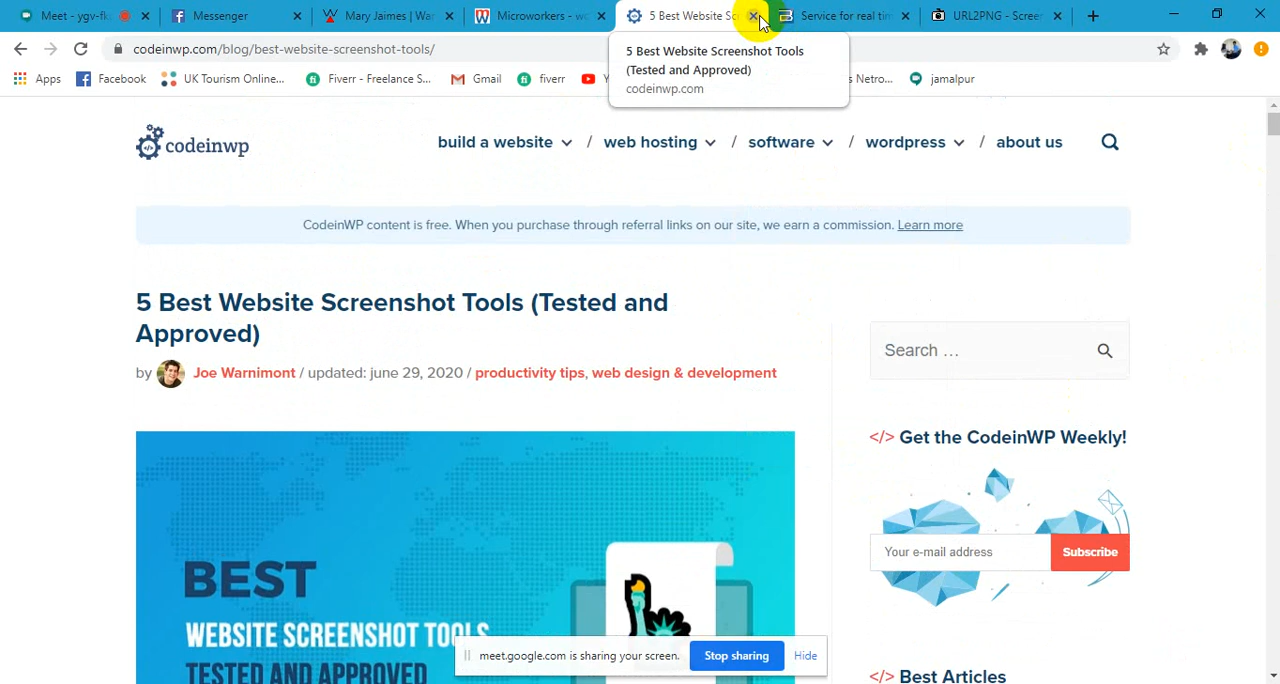 Meet - ygv-fk
Messenger
Mary Jaimes | Wa
Microworkers - wo
5 Best Website Sc
Service for real tim
URL2PNG - Screen
codeinwp.com/blog/best-website-screenshot-tools/
5 Best Website Screenshot Tools
(Tested and Approved)
codeinwp.com
Apps
Facebook
UK Tourism Online...
Fiverr - Freelance S...
Gmail
fiverr
s Netro...
jamalpur
codeinwp
build a website / web hosting / software / wordpress / about us
CodeinWP content is free. When you purchase through referral links on our site, we earn a commission. Learn more
5 Best Website Screenshot Tools (Tested and
Approved)
by Joe Warnimont / updated: june 29, 2020 / productivity tips, web design & development
Search …
</> Get the CodeinWP Weekly!
Your e-mail address
Subscribe
BEST
WEBSITE SCREENSHOT TOOLS
TESTED AND APPROVED
meet.google.com is sharing your screen.
Stop sharing
Hide
</> Best Articles